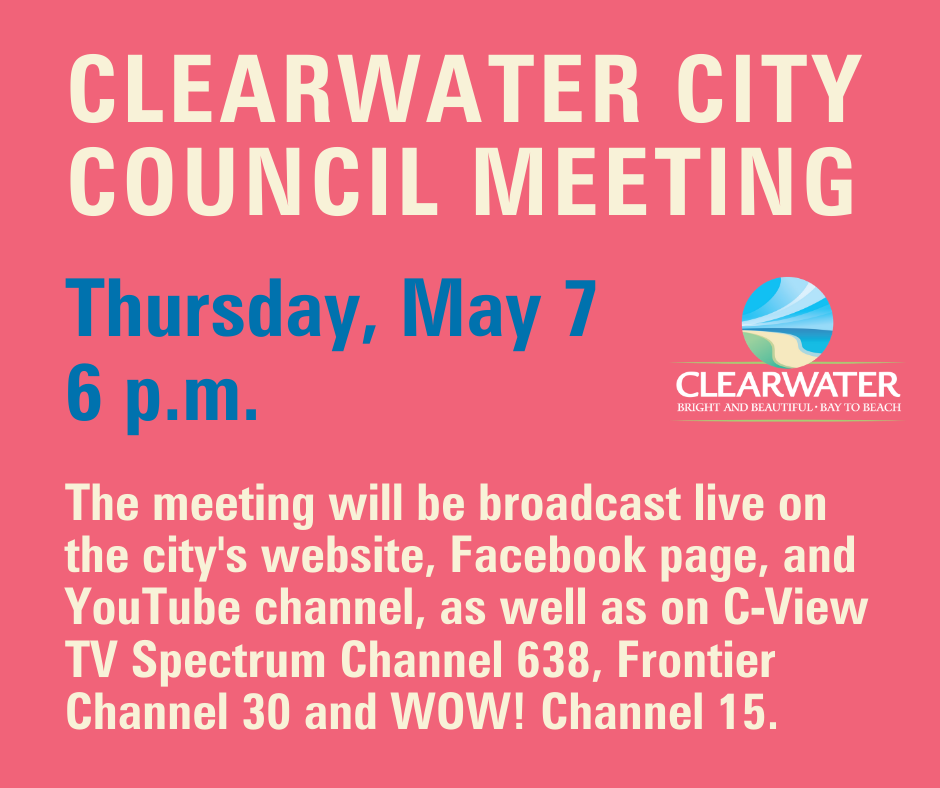 CLEARWATER CITY
COUNCIL MEETING
Thursday, May 7
6 p.m.
CLEARWATER
BRIGHT AND BEAUTIFUL • BAY TO BEACH
The meeting will be broadcast live on
the city's website, Facebook page, and
YouTube channel, as well as on C-View
TV Spectrum Channel 638, Frontier
Channel 30 and WOW! Channel 15.